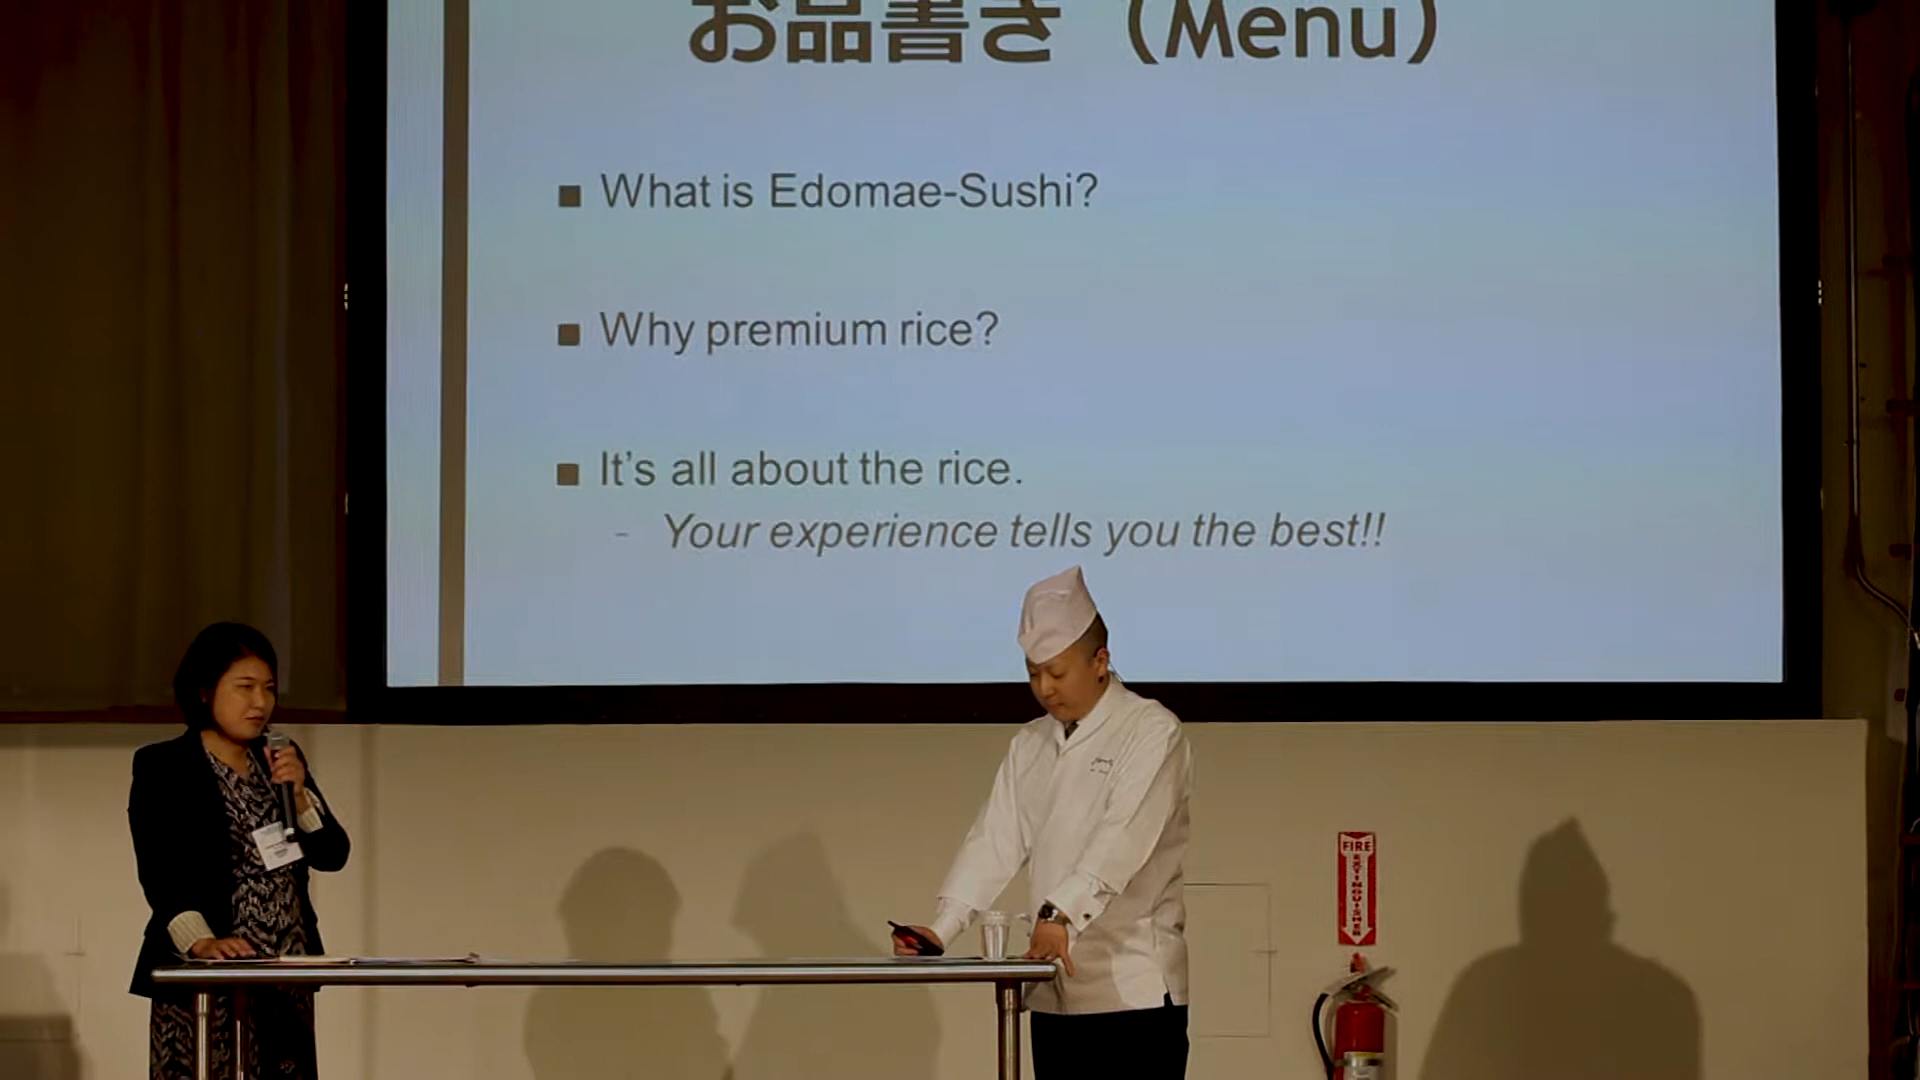 お品書き（Menu）
■ What is Edomae-Sushi?
■ Why premium rice?
■ It's all about the rice.
- Your experience tells you the best!!
FIRE
EXTINGUISHER